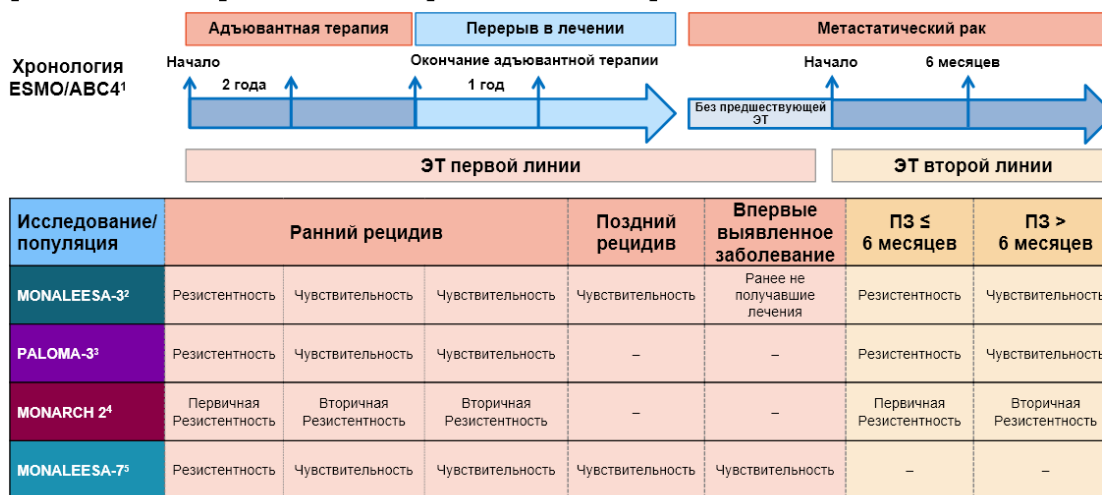 Адъювантная терапия
Перерыв в лечении
Метастатический рак
Хронология
ESMO/ABC4¹
Начало
2 года
Окончание адъювантной терапии
1 год
Начало
6 месяцев
Без предшествующей
ЭТ
ЭТ первой линии
ЭТ второй линии
Исследование/
популяция
Ранний рецидив
Поздний
рецидив
Впервые
выявленное
заболевание
ПЗ ≤
6 месяцев
ПЗ >
6 месяцев
MONALEESA-3²
Резистентность
Чувствительность
Чувствительность
Чувствительность
Ранее не
получавшие
лечения
Резистентность
Чувствительность
PALOMA-3³
Резистентность
Чувствительность
Чувствительность
–
–
Резистентность
Чувствительность
MONARCH 2⁴
Первичная
Резистентность
Вторичная
Резистентность
Вторичная
Резистентность
–
–
Первичная
Резистентность
Вторичная
Резистентность
MONALEESA-7⁵
Резистентность
Чувствительность
Чувствительность
Чувствительность
Чувствительность
–
–